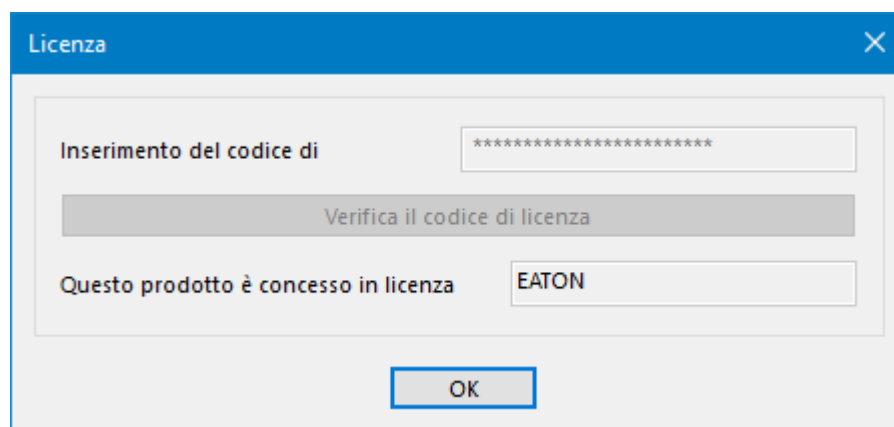 Licenza
Inserimento del codice di ************************
Verifica il codice di licenza
Questo prodotto è concesso in licenza EATON
OK